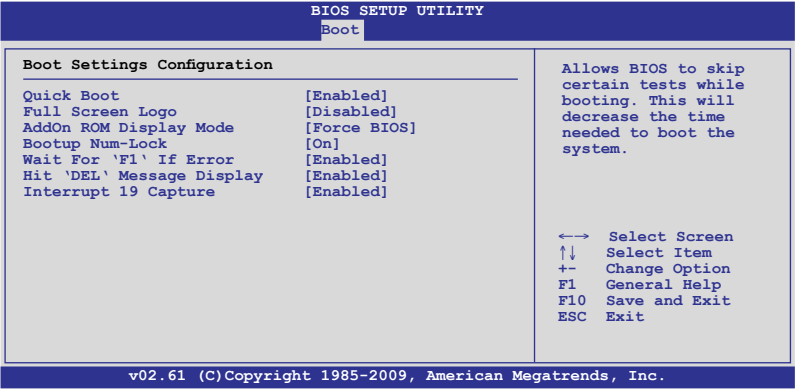 BIOS SETUP UTILITY
Boot
Boot Settings Configuration
Quick Boot [Enabled]
Full Screen Logo [Disabled]
AddOn ROM Display Mode [Force BIOS]
Bootup Num-Lock [On]
Wait For ‘F1‘ If Error [Enabled]
Hit ‘DEL‘ Message Display [Enabled]
Interrupt 19 Capture [Enabled]
Allows BIOS to skip
certain tests while
booting. This will
decrease the time
needed to boot the
system.
←→ Select Screen
↑↓ Select Item
+- Change Option
F1 General Help
F10 Save and Exit
ESC Exit
v02.61 (C)Copyright 1985-2009, American Megatrends, Inc.